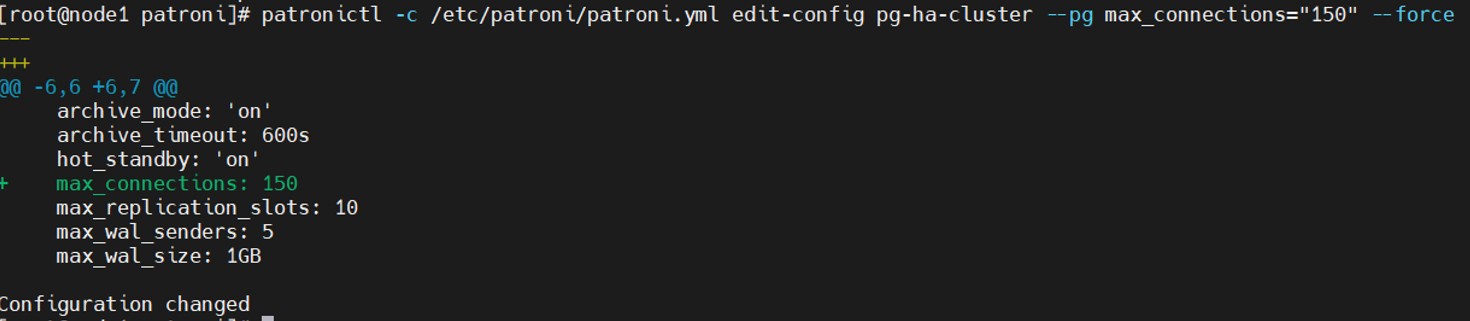 [root@node1 patroni]# patronictl -c /etc/patroni/patroni.yml edit-config pg-ha-cluster --pg max_connections="150" --force
---
+++
@@ -6,6 +6,7 @@
     archive_mode: 'on'
     archive_timeout: 600s
     hot_standby: 'on'
+    max_connections: 150
     max_replication_slots: 10
     max_wal_senders: 5
     max_wal_size: 1GB
Configuration changed